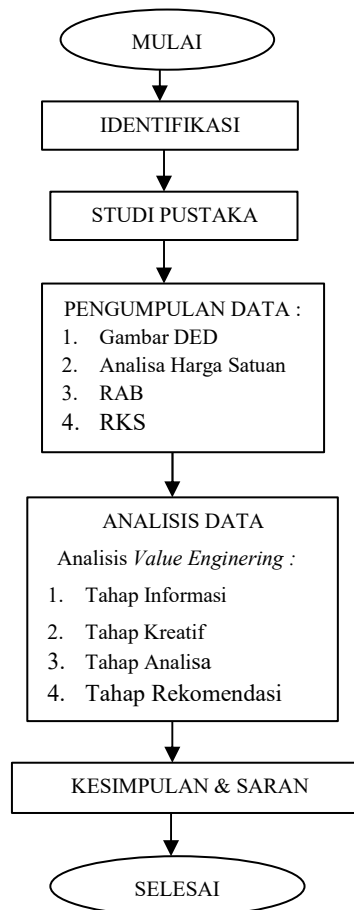 MULAI
IDENTIFIKASI
STUDI PUSTAKA
PENGUMPULAN DATA :
1. Gambar DED
2. Analisa Harga Satuan
3. RAB
4. RKS
ANALISIS DATA
Analisis Value Enginering :
1. Tahap Informasi
2. Tahap Kreatif
3. Tahap Analisa
4. Tahap Rekomendasi
KESIMPULAN & SARAN
SELESAI